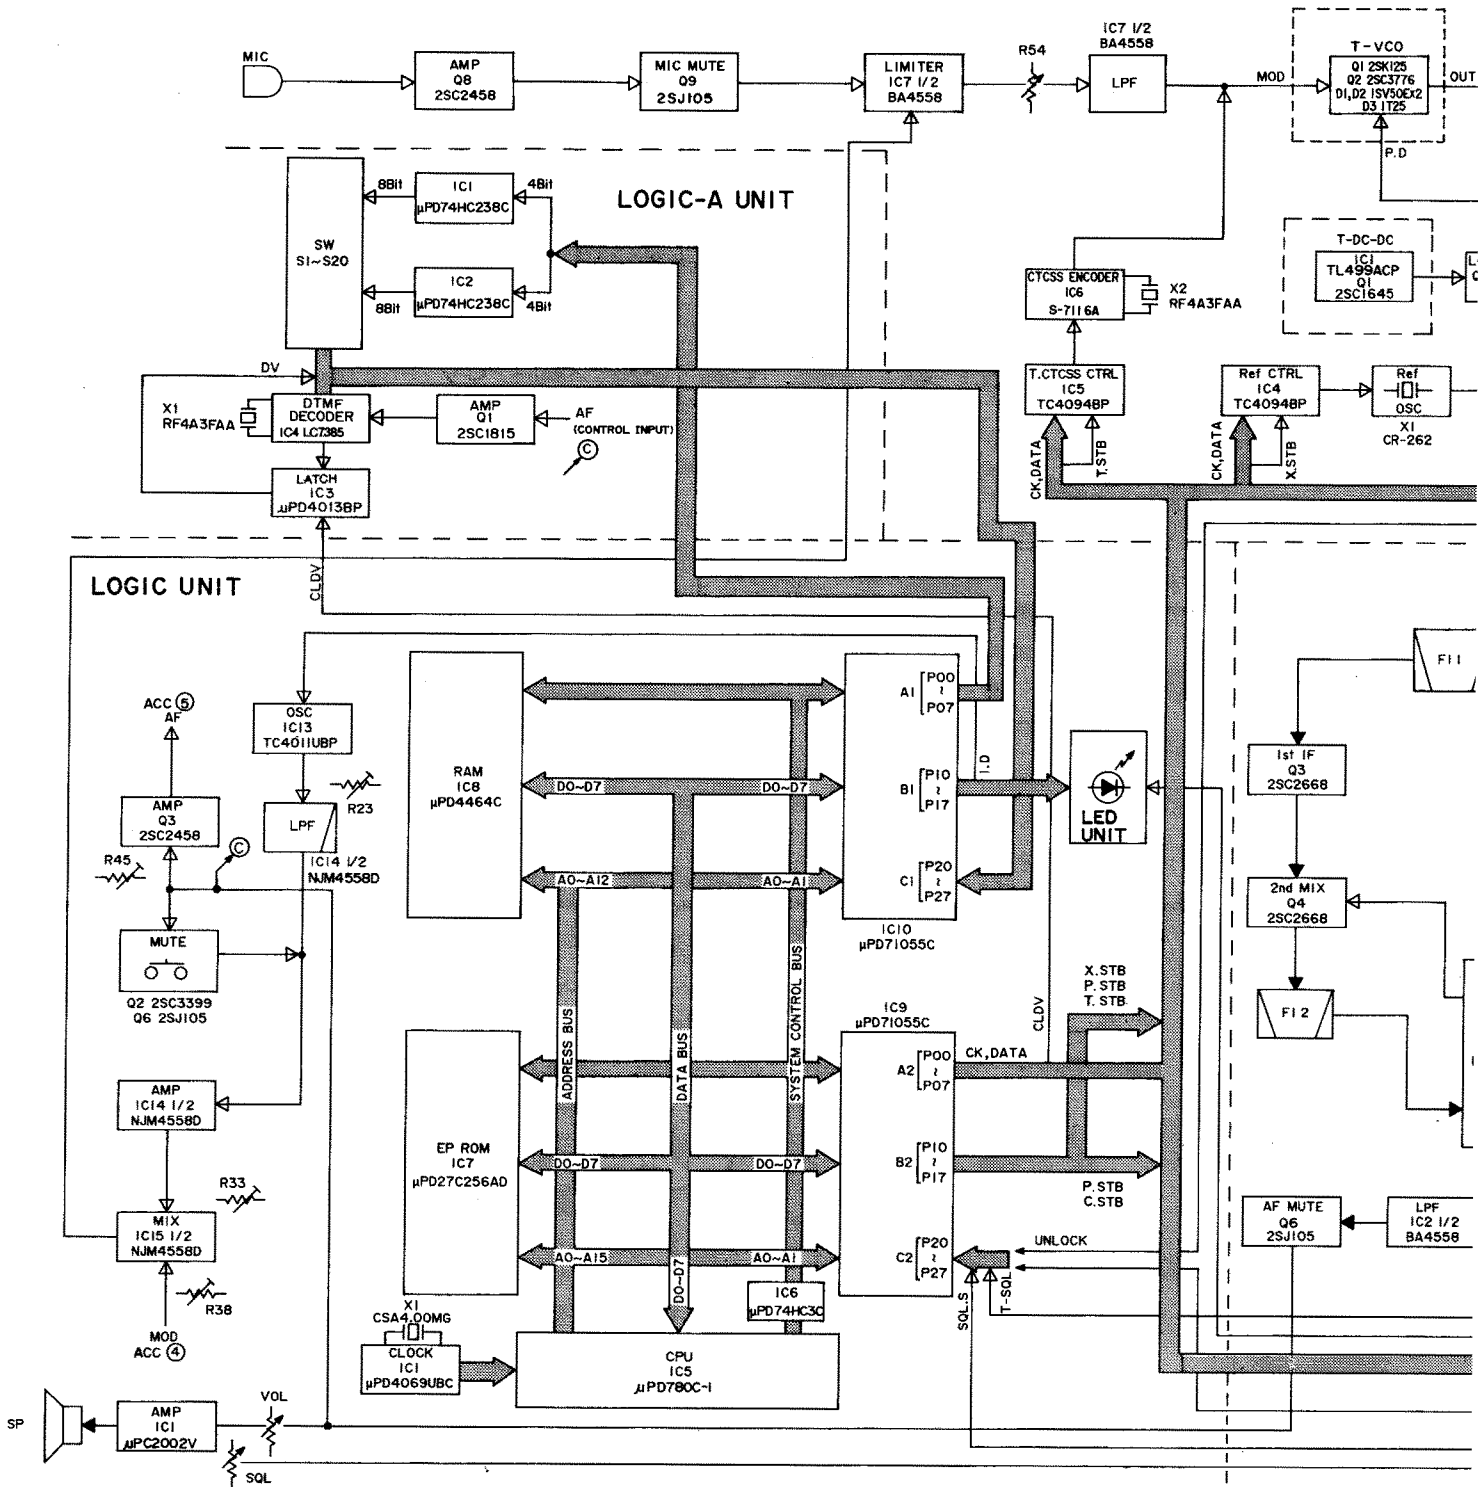 MIC
AMP
Q8
2SC2458
MIC MUTE
Q9
2SJ105
LIMITER
IC7 1/2
BA4558
R54
IC7 1/2
BA4558
LPF
MOD
T-VCO
Q1 2SK125
Q2 2SC3776
D1,D2 1SV50Ex2
D3 1T25
OUT
P.D
LOGIC-A UNIT
SW
S1~S20
8Bit
IC1
µPD74HC238C
4Bit
8Bit
IC2
µPD74HC238C
4Bit
T-DC-DC
IC1
TL499ACP
Q1
2SC1645
CTCSS ENCODER
IC6
S-7116A
X2
RF4A3FAA
DV
X1
RF4A3FAA
DTMF
DECODER
IC4 LC7385
AMP
Q1
2SC1815
AF
(CONTROL INPUT)
C
LATCH
IC3
µPD4013BP
T.CTCSS CTRL
IC5
TC4094BP
Ref CTRL
IC4
TC4094BP
Ref
OSC
X1
CR-262
CK,DATA
T.STB
CK,DATA
X.STB
LOGIC UNIT
CLDV
ACC 5
AF
OSC
IC13
TC4011UBP
R23
LPF
IC14 1/2
NJM4558D
AMP
Q3
2SC2458
R45
C
MUTE
Q2 2SC3399
Q6 2SJ105
AMP
IC14 1/2
NJM4558D
R33
MIX
IC15 1/2
NJM4558D
R38
MOD
ACC 4
RAM
IC8
µPD4464C
D0~D7
D0~D7
A0~A12
A0~A1
A1
P00
~
P07
B1
P10
~
P17
C1
P20
~
P27
IC10
µPD71055C
I.D
LED
UNIT
F11
1st IF
Q3
2SC2668
2nd MIX
Q4
2SC2668
F12
X.STB
P.STB
T.STB
CLDV
ADDRESS BUS
DATA BUS
SYSTEM CONTROL BUS
IC9
µPD71055C
CK,DATA
A2
P00
~
P07
B2
P10
~
P17
C2
P20
~
P27
EP ROM
IC7
µPD27C256AD
D0~D7
D0~D7
A0~A15
A0~A1
D0~D7
P.STB
C.STB
UNLOCK
SQL.S
T-SQL
AF MUTE
Q6
2SJ105
LPF
IC2 1/2
BA4558
IC6
µPD74HC3C
X1
CSA4.00MG
CLOCK
IC1
µPD4069UBC
CPU
IC5
µPD780C-1
SP
AMP
IC1
µPC2002V
VOL
SQL